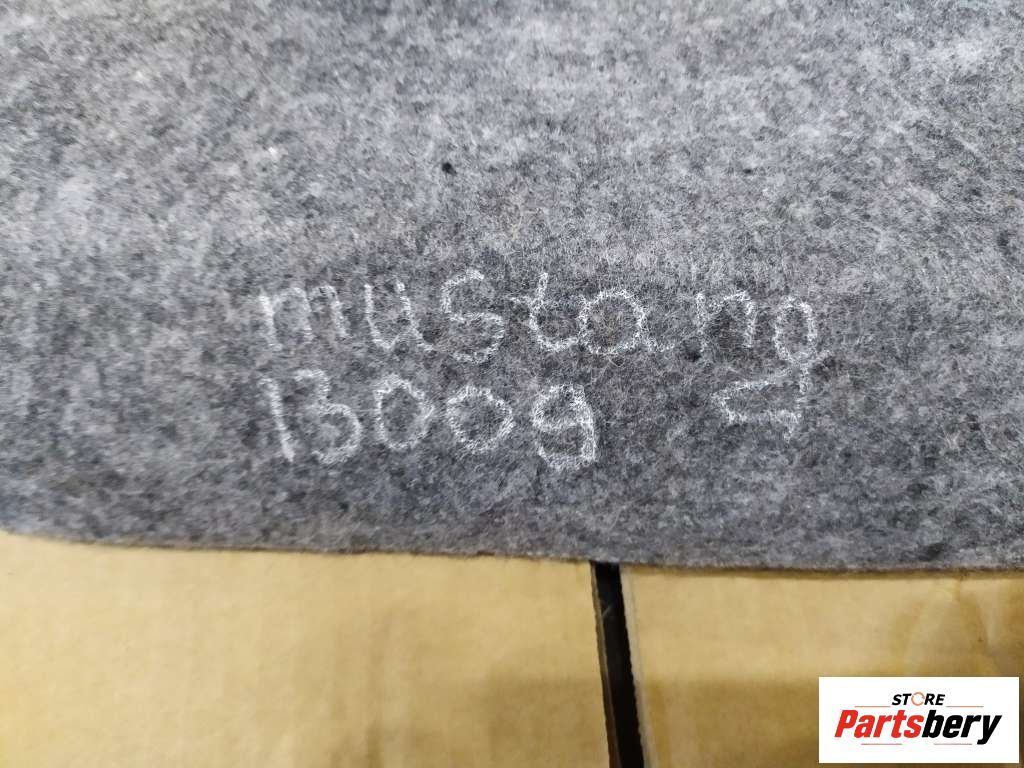 mustang
1300g
STORE
Partsbery